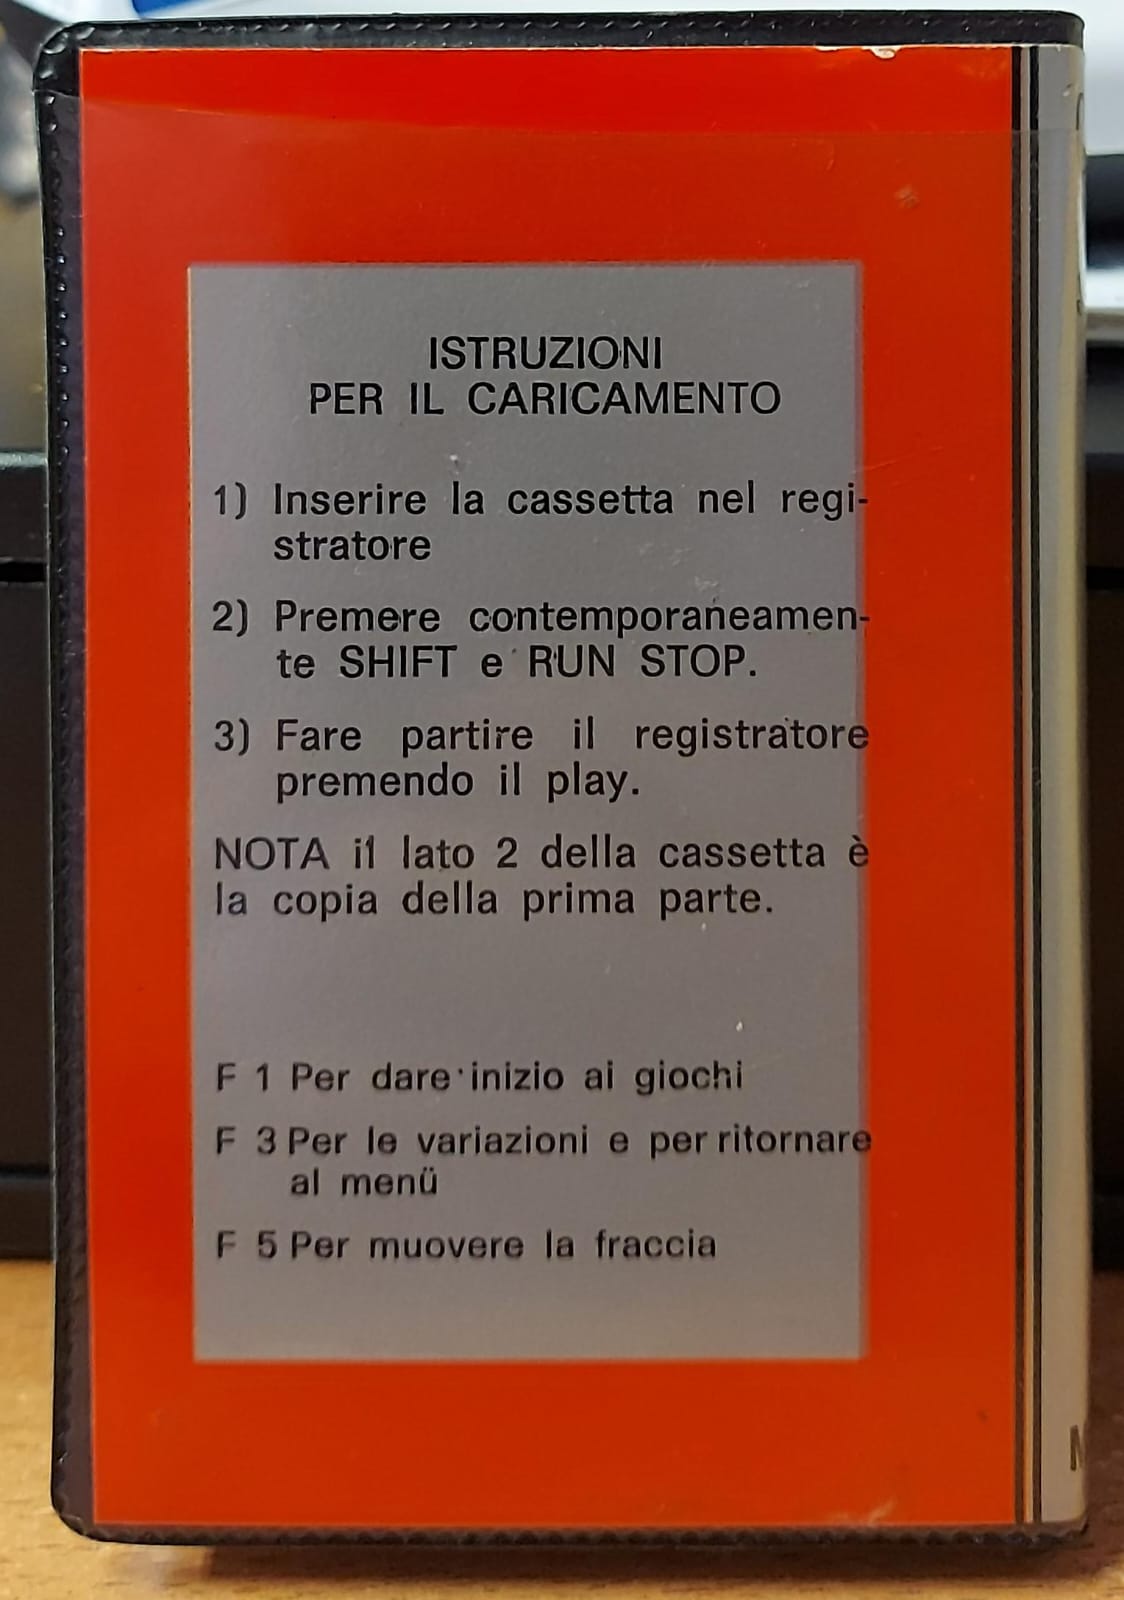 ISTRUZIONI
PER IL CARICAMENTO
1) Inserire la cassetta nel regi-
stratore
2) Premere contemporaneamen-
te SHIFT e RUN STOP.
3) Fare partire il registratore
premendo il play.
NOTA il lato 2 della cassetta è
la copia della prima parte.
F 1 Per dare inizio ai giochi
F 3 Per le variazioni e per ritornare
al menü
F 5 Per muovere la fraccia